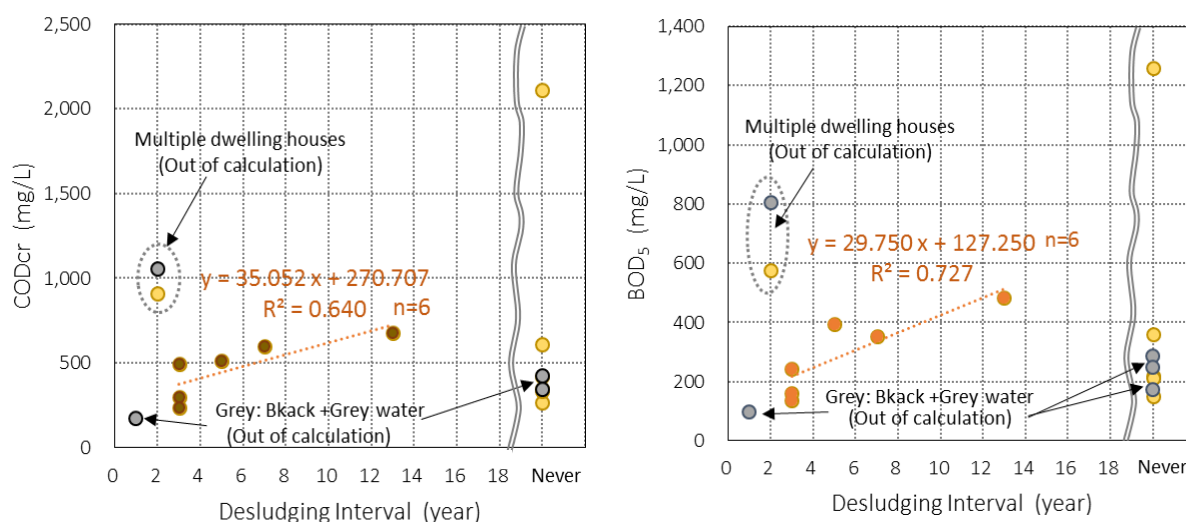 2,500
2,000
1,500
1,000
500
0
CODcr (mg/L)
Multiple dwelling houses
(Out of calculation)
y = 35.052 x + 270.707
R² = 0.640 n=6
Grey: Bkack +Grey water
(Out of calculation)
0 2 4 6 8 10 12 14 16 18 Never
Desludging Interval (year)
1,400
1,200
1,000
800
600
400
200
0
BOD₅ (mg/L)
Multiple dwelling houses
(Out of calculation)
y = 29.750 x + 127.250 n=6
R² = 0.727
Grey: Bkack +Grey water
(Out of calculation)
0 2 4 6 8 10 12 14 16 18 Never
Desludging Interval (year)